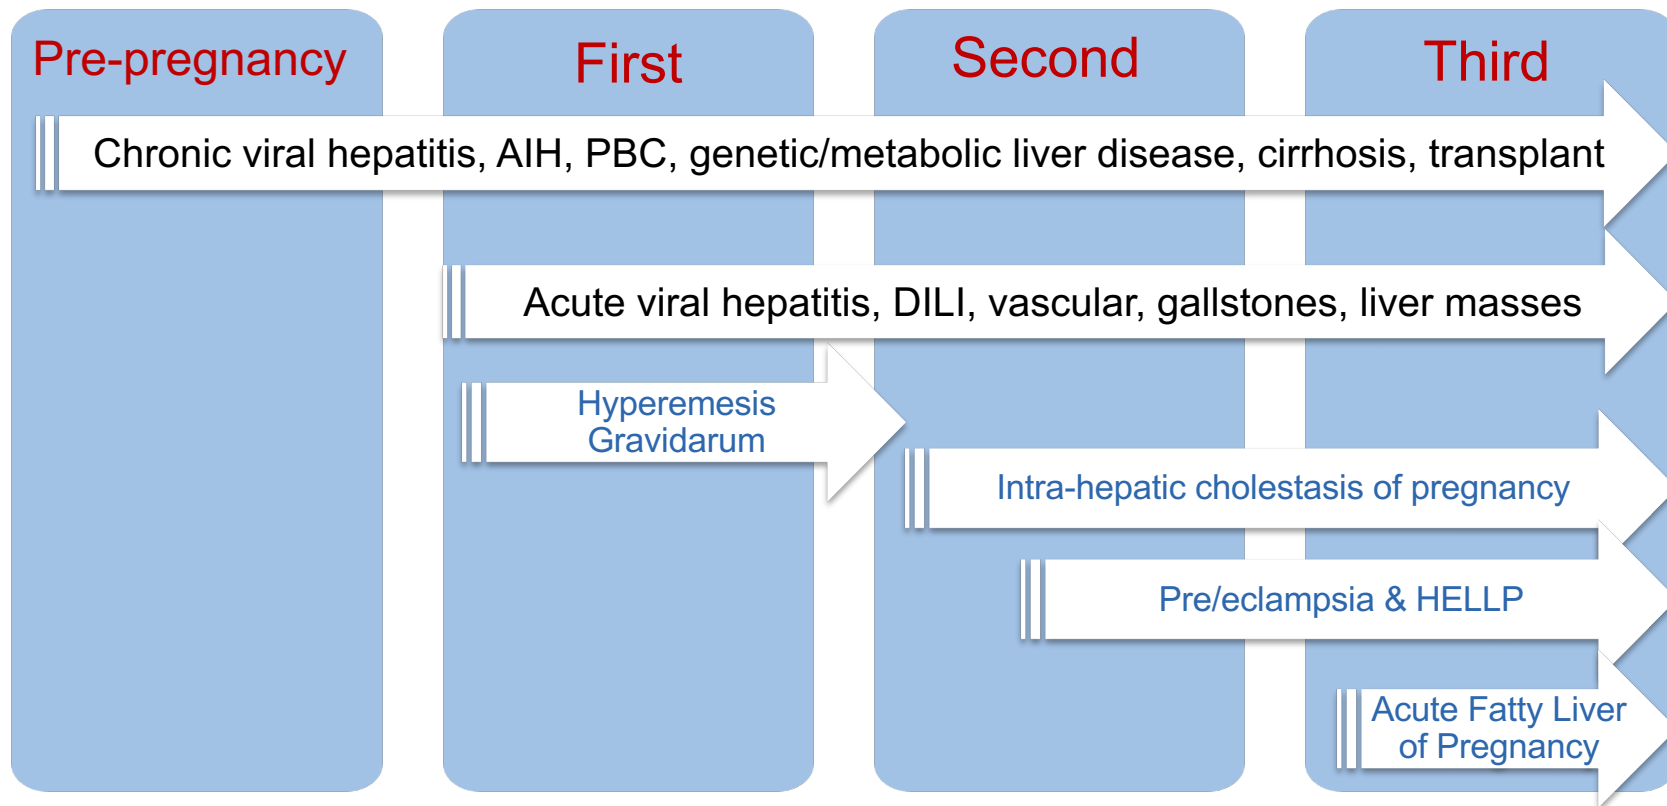 Pre-pregnancy
First
Second
Third
Chronic viral hepatitis, AIH, PBC, genetic/metabolic liver disease, cirrhosis, transplant
Acute viral hepatitis, DILI, vascular, gallstones, liver masses
Hyperemesis
Gravidarum
Intra-hepatic cholestasis of pregnancy
Pre/eclampsia & HELLP
Acute Fatty Liver
of Pregnancy